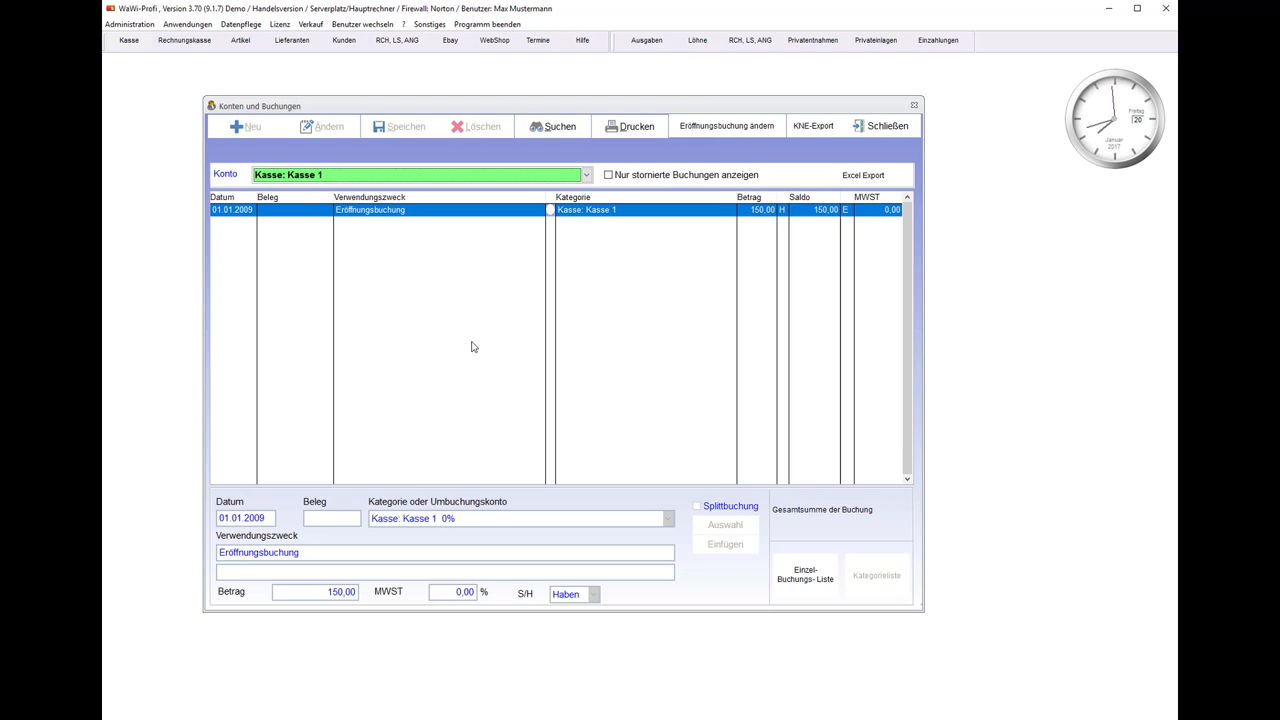 WaWi-Profi , Version 3.70 (9.1.7) Demo / Handelsversion / Serverplatz/Hauptrechner / Firewall: Norton / Benutzer: Max Mustermann
Administration Anwendungen Datenpflege Lizenz Verkauf Benutzer wechseln ? Sonstiges Programm beenden
Kasse Rechnungskasse Artikel Lieferanten Kunden RCH, LS, ANG Ebay WebShop Termine Hilfe Ausgaben Löhne RCH, LS, ANG Privatentnahmen Privateinlagen Einzahlungen
Freitag
20
Januar
2017
Konten und Buchungen
Neu Ändern Speichen Löschen Suchen Drucken Eröffnungsbuchung ändern KNE-Export Schließen
Konto Kasse: Kasse 1 Nur stornierte Buchungen anzeigen Excel Export
Datum Beleg Verwendungszweck Kategorie Betrag Saldo MWST
01.01.2009 Eröffnungsbuchung Kasse: Kasse 1 150,00 H 150,00 E 0,00
Datum Beleg Kategorie oder Umbuchungskonto Splittbuchung Gesamtsumme der Buchung
01.01.2009 Kasse: Kasse 1 0% Auswahl
Verwendungszweck Einfügen
Eröffnungsbuchung
Einzel-
Buchungs- Liste Kategorieliste
Betrag 150,00 MWST 0,00 % S/H Haben